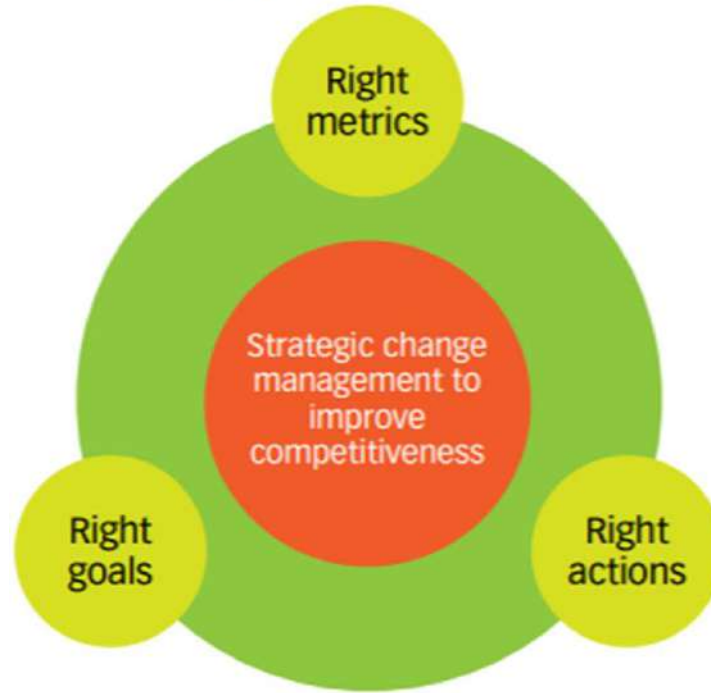 Right
metrics
Strategic change
management to
improve
competitiveness
Right
goals
Right
actions